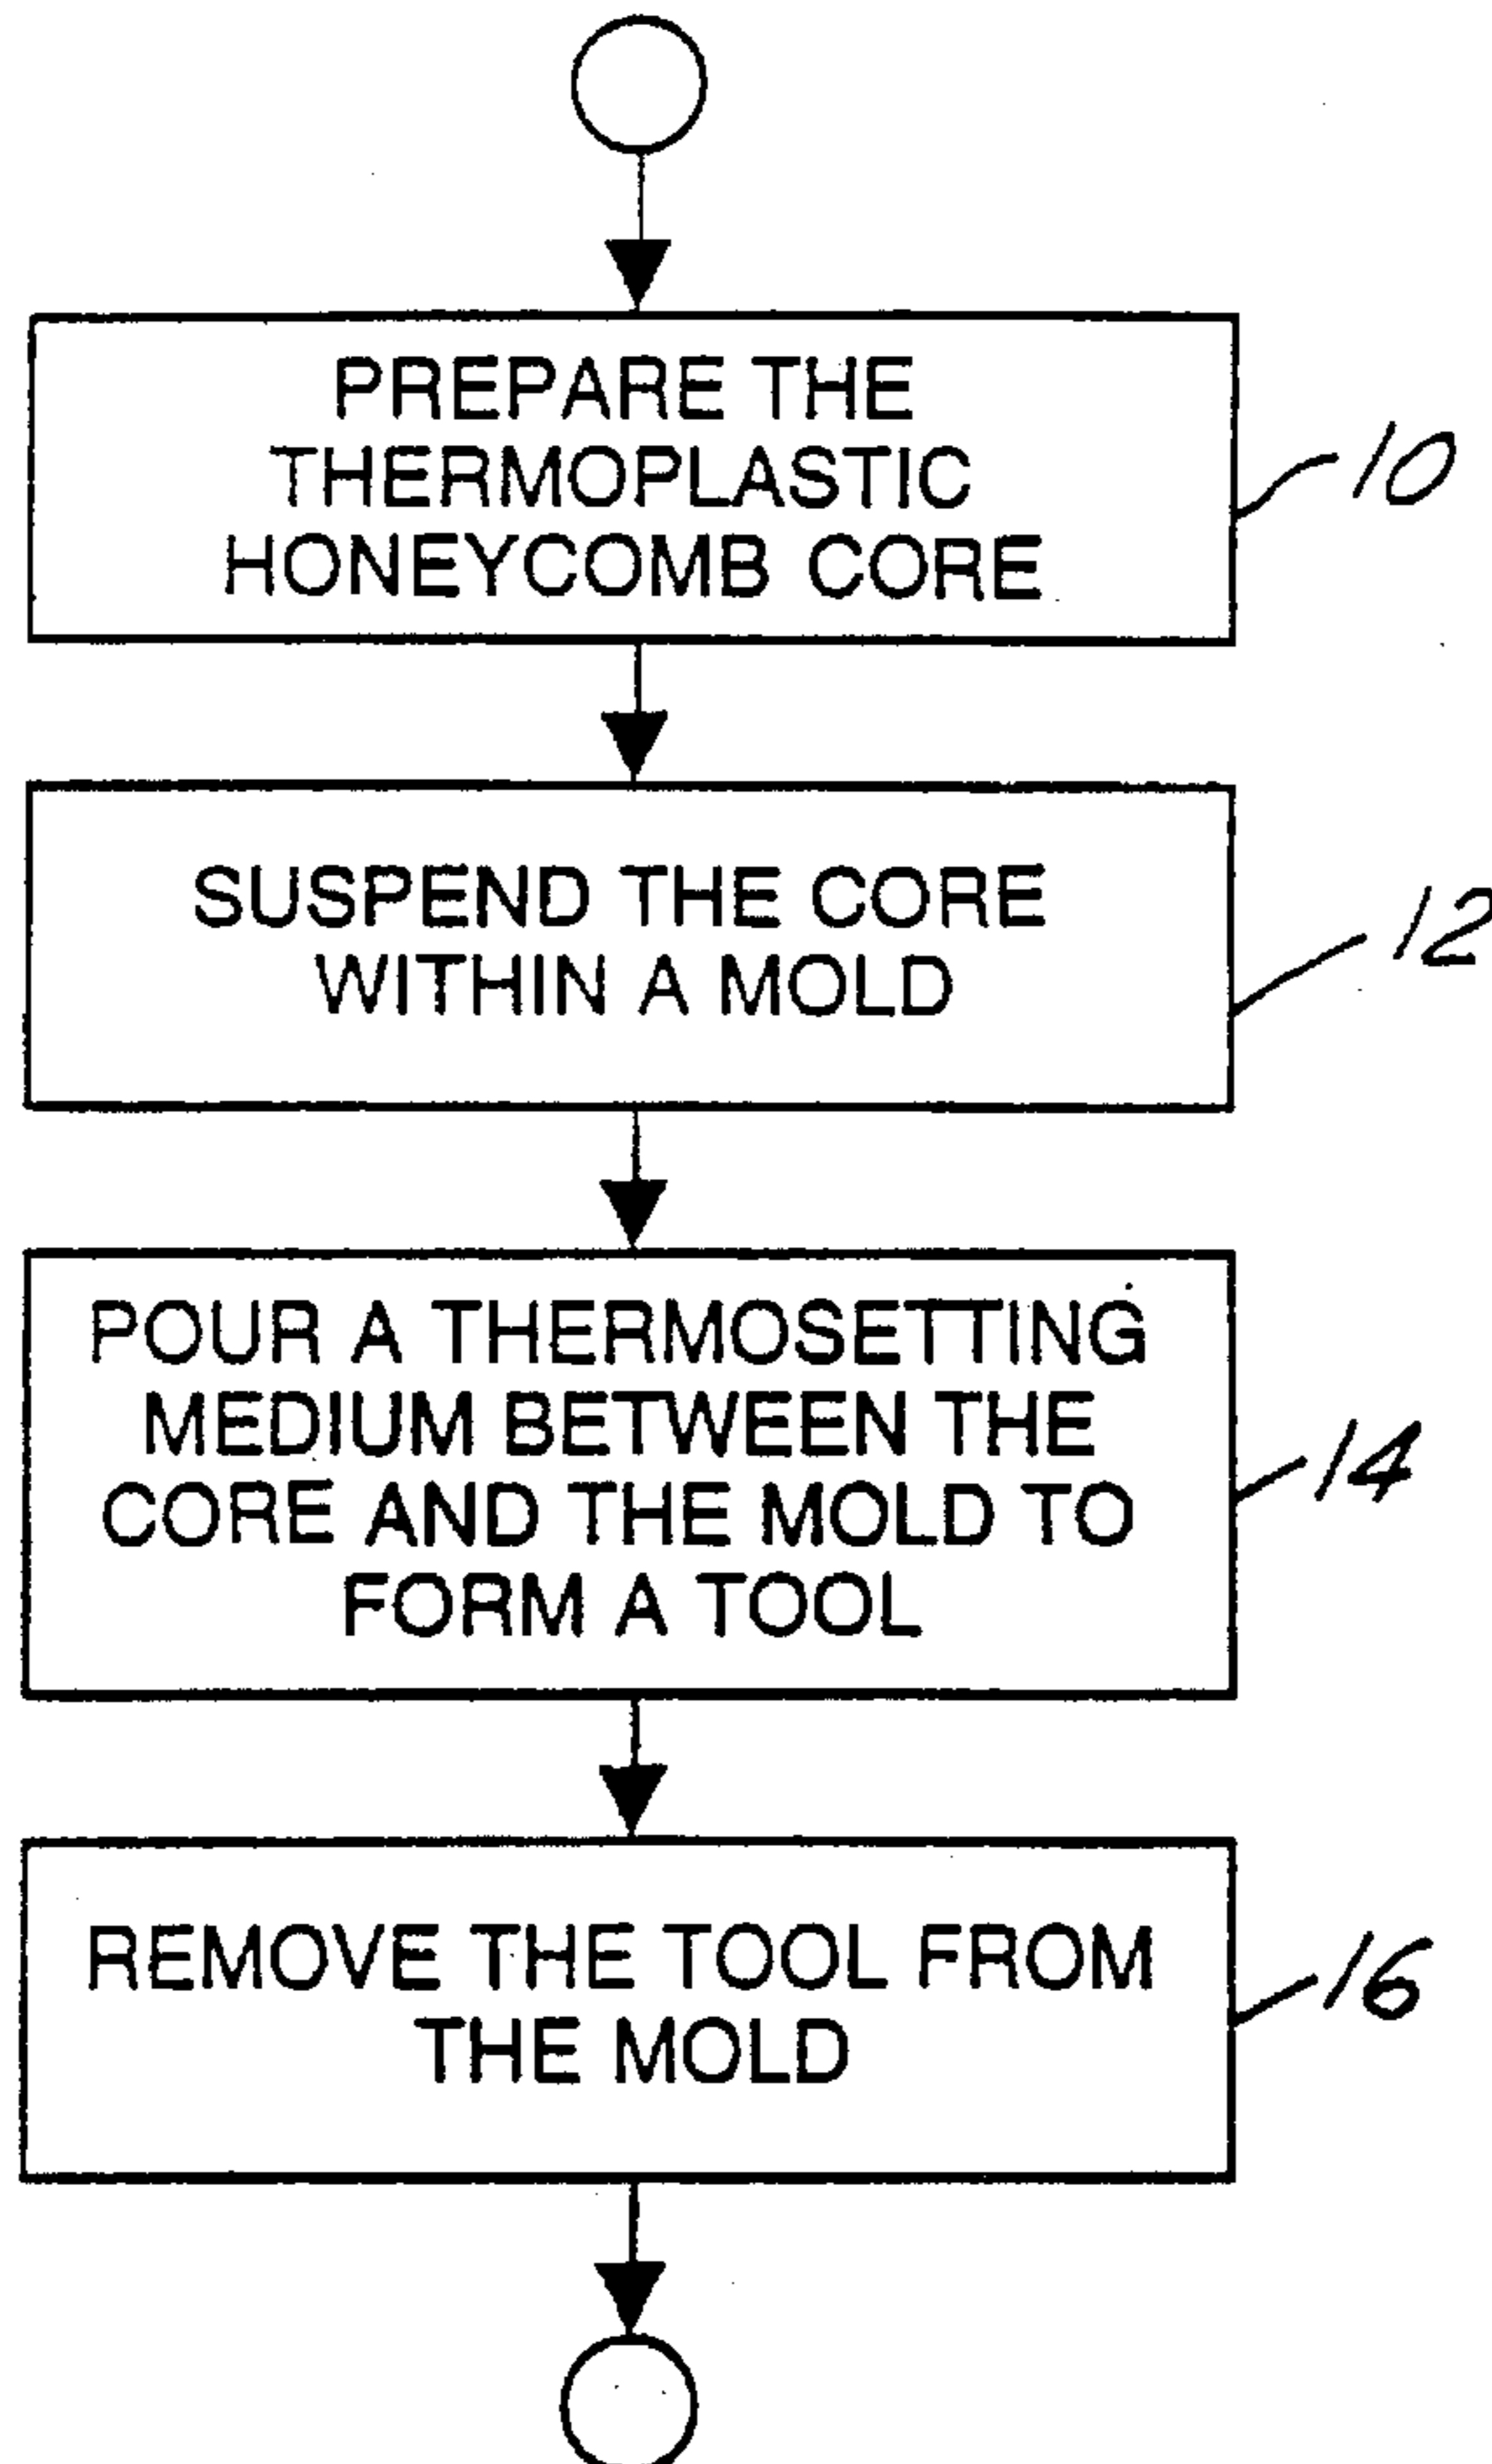 PREPARE THE
THERMOPLASTIC
HONEYCOMB CORE
10
SUSPEND THE CORE
WITHIN A MOLD
12
POUR A THERMOSETTING
MEDIUM BETWEEN THE
CORE AND THE MOLD TO
FORM A TOOL
14
REMOVE THE TOOL FROM
THE MOLD
16